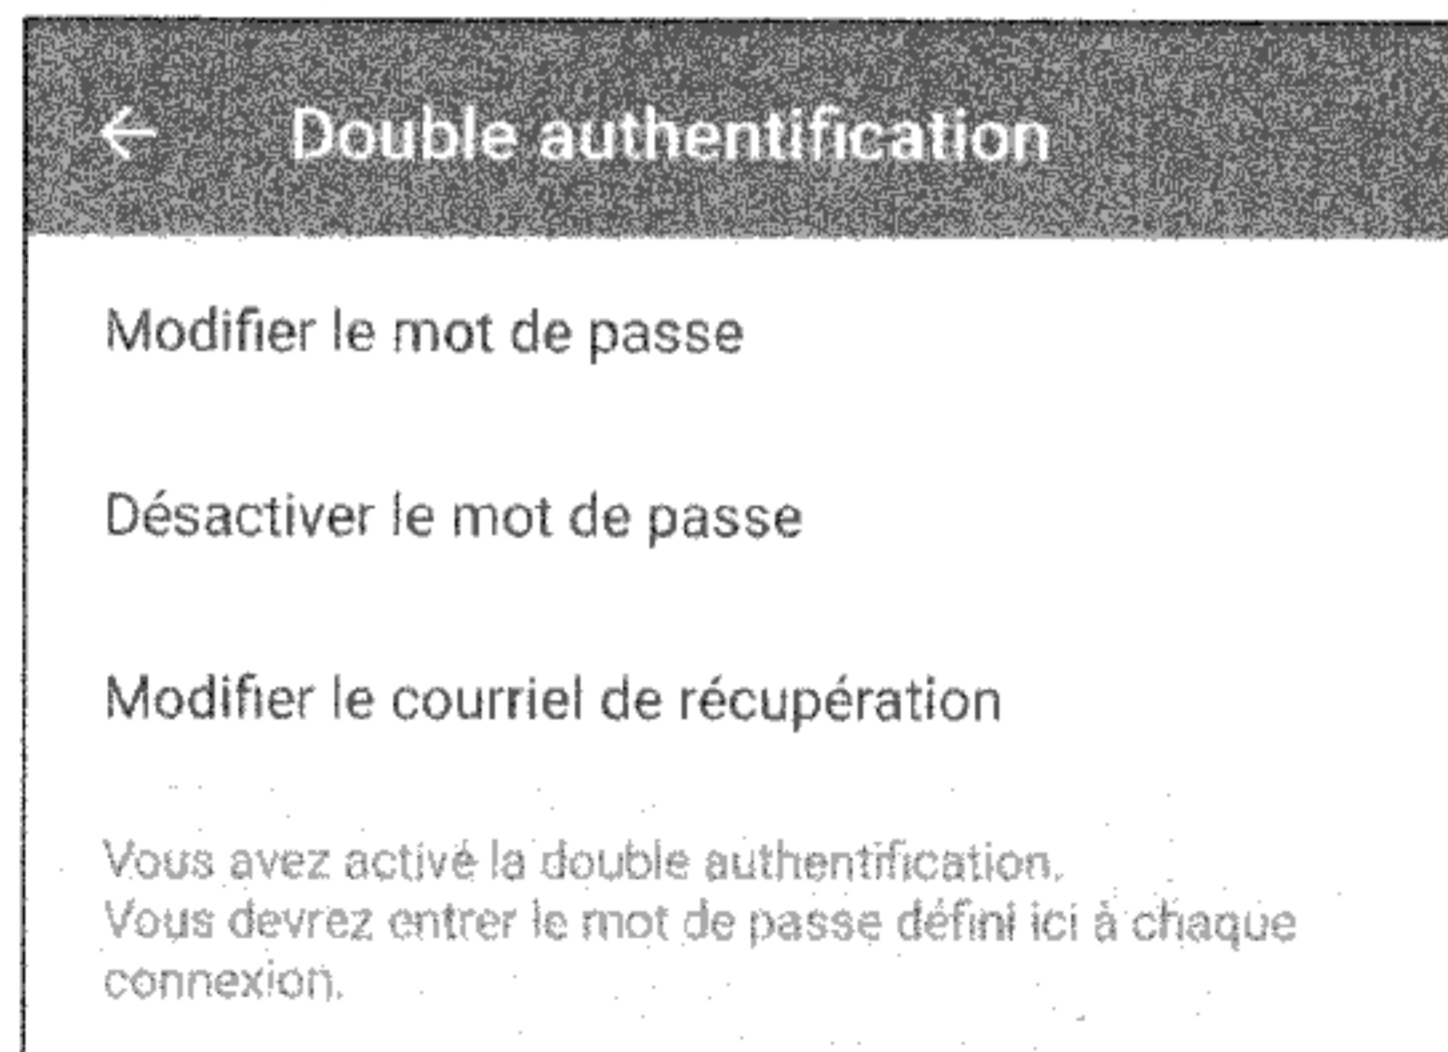 Double authentification
Modifier le mot de passe
Désactiver le mot de passe
Modifier le courriel de récupération
Vous avez activé la double authentification.
Vous devrez entrer le mot de passe défini ici à chaque
connexion.